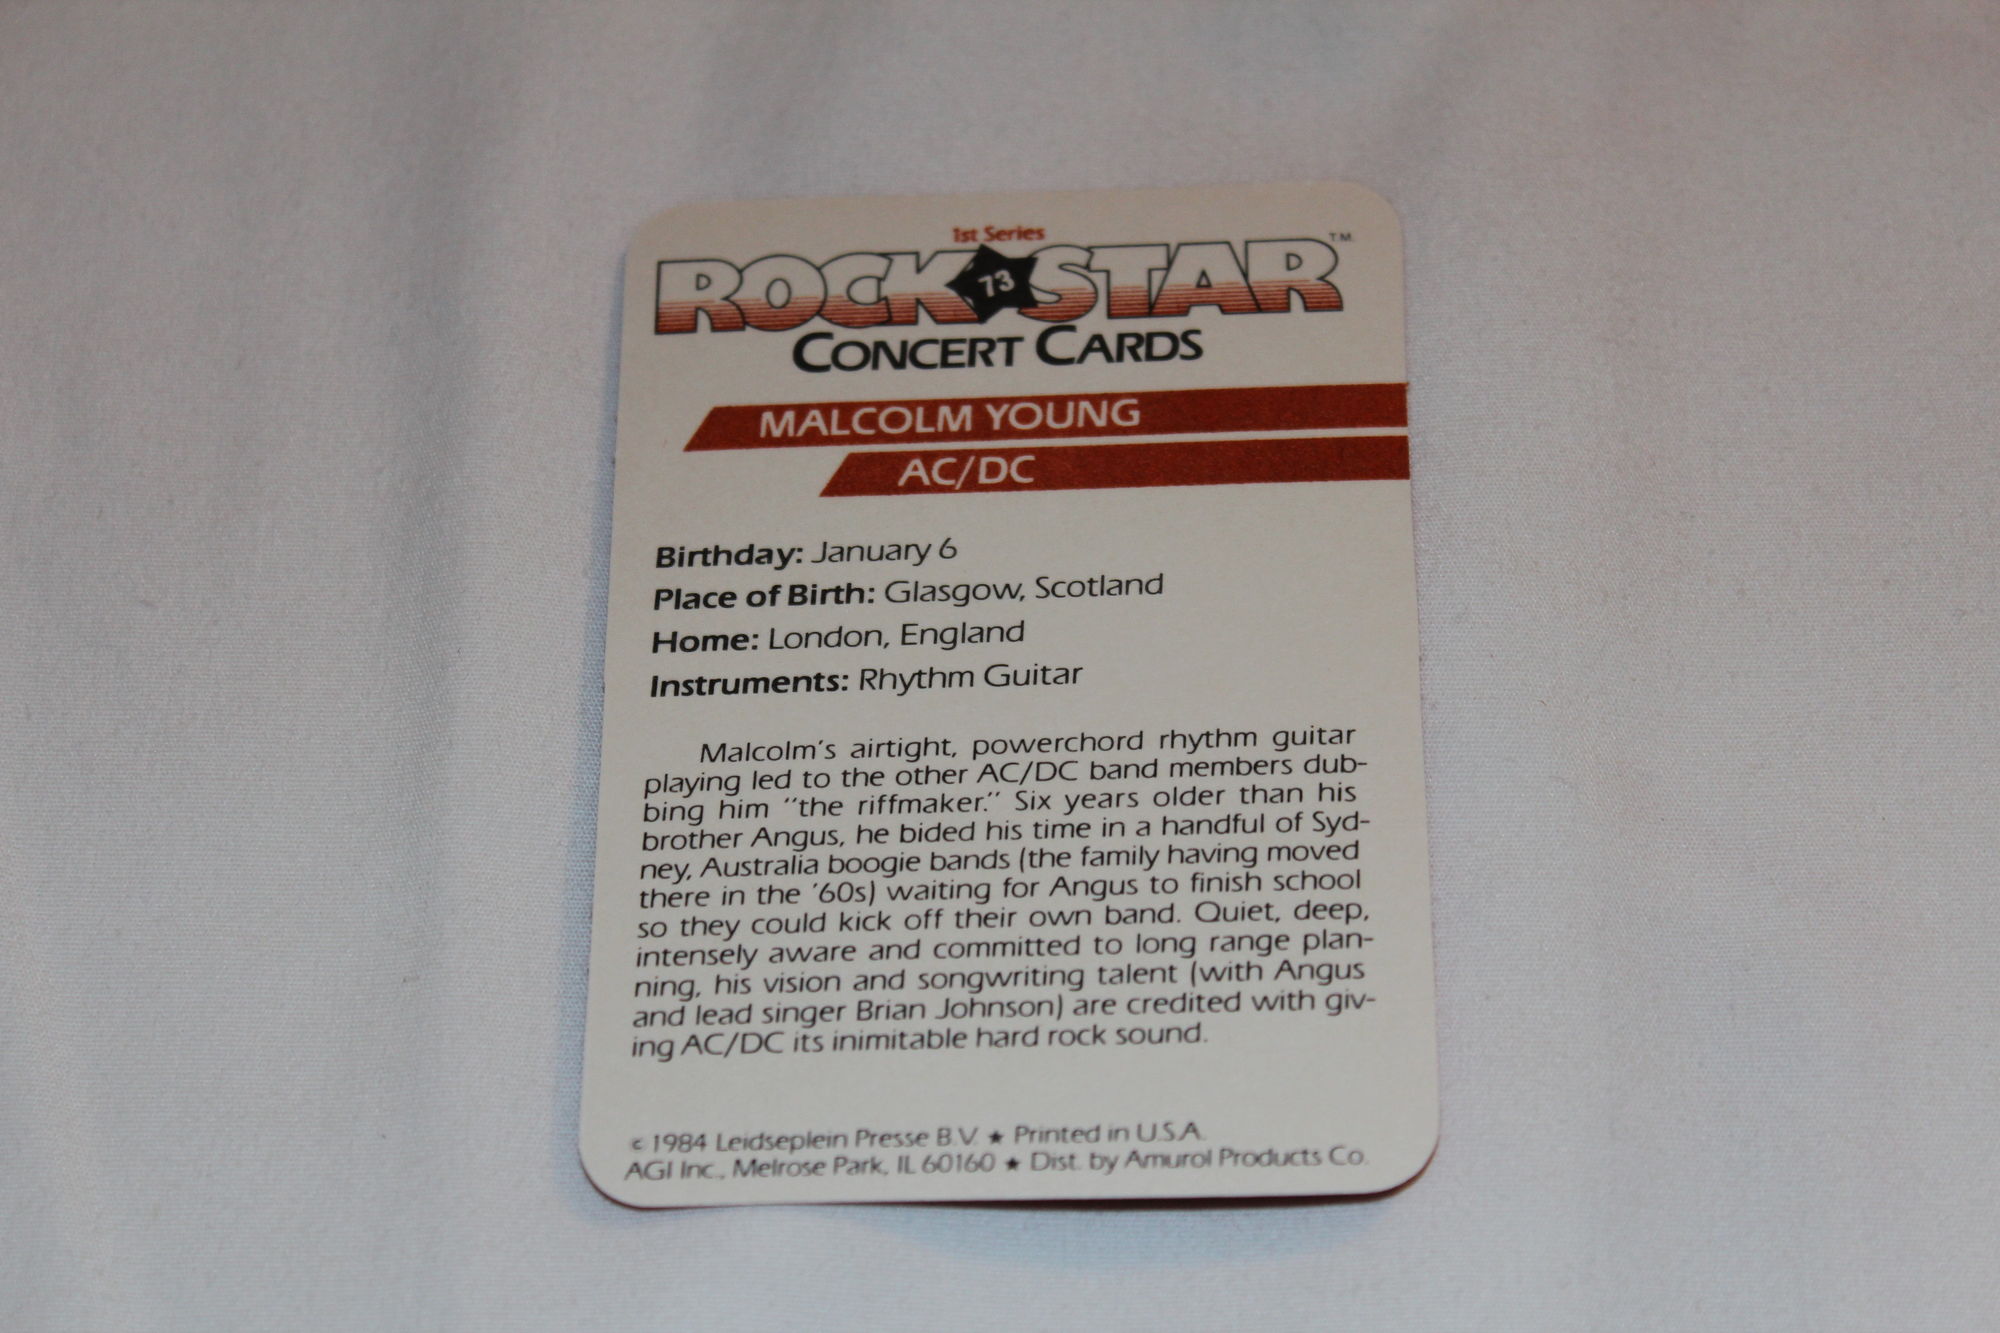 1st Series
ROCK 73 STAR TM
CONCERT CARDS
MALCOLM YOUNG
AC/DC
Birthday: January 6
Place of Birth: Glasgow, Scotland
Home: London, England
Instruments: Rhythm Guitar
Malcolm's airtight, powerchord rhythm guitar
playing led to the other AC/DC band members dub-
bing him "the riffmaker." Six years older than his
brother Angus, he bided his time in a handful of Syd-
ney, Australia boogie bands (the family having moved
there in the '60s) waiting for Angus to finish school
so they could kick off their own band. Quiet, deep,
intensely aware and committed to long range plan-
ning, his vision and songwriting talent (with Angus
and lead singer Brian Johnson) are credited with giv-
ing AC/DC its inimitable hard rock sound.
© 1984 Leidseplein Presse B.V. ★ Printed in U.S.A.
AGI Inc., Melrose Park, IL 60160 ★ Dist. by Amurol Products Co.